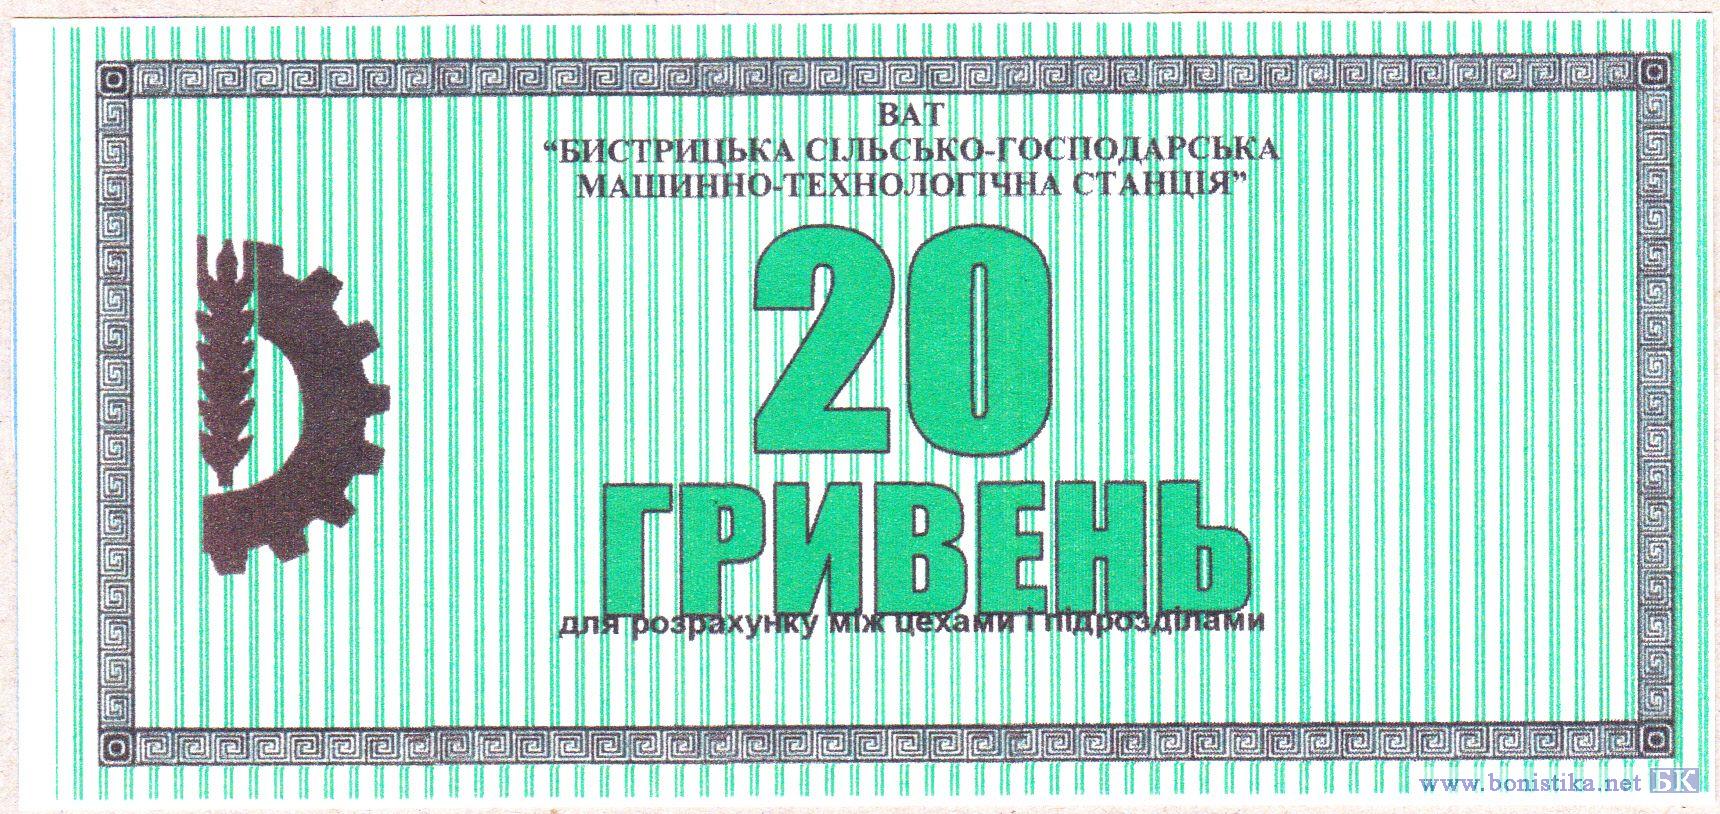 ВАТ
“БИСТРИЦЬКА СІЛЬСЬКО-ГОСПОДАРСЬКА
МАШИННО-ТЕХНОЛОГІЧНА СТАНЦІЯ”
20
ГРИВЕНЬ
для розрахунку між цехами і підрозділами
www.bonistika.net БК